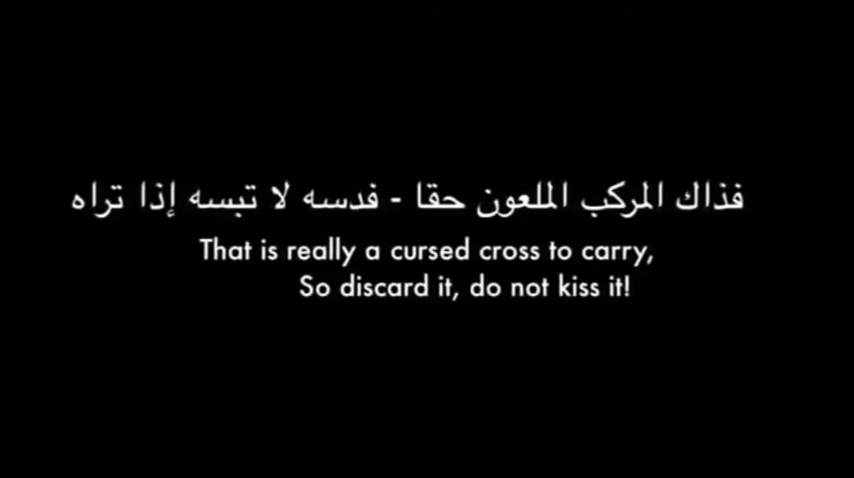 فذاك المركب الملعون حقا - فدسه لا تبسه إذا تراه
That is really a cursed cross to carry,
So discard it, do not kiss it!